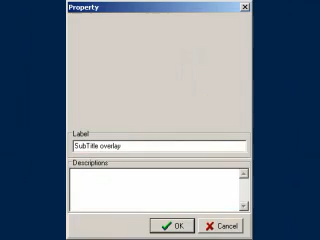 Property
Label
SubTitle overlay
Descriptions
OK
Cancel